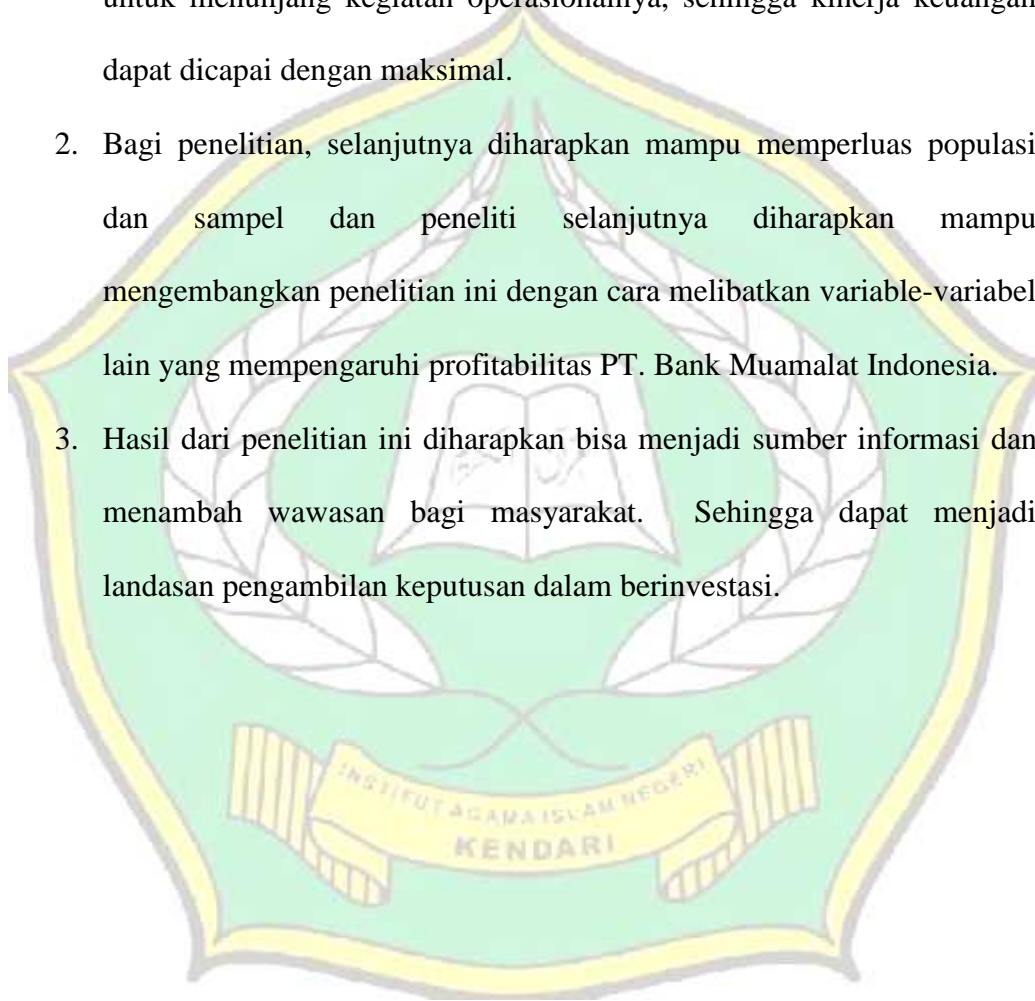 untuk menunjang kegiatan operasionalnya, sehingga kinerja keuangan
dapat dicapai dengan maksimal.
2. Bagi penelitian, selanjutnya diharapkan mampu memperluas populasi
dan sampel dan peneliti selanjutnya diharapkan mampu
mengembangkan penelitian ini dengan cara melibatkan variable-variabel
lain yang mempengaruhi profitabilitas PT. Bank Muamalat Indonesia.
3. Hasil dari penelitian ini diharapkan bisa menjadi sumber informasi dan
menambah wawasan bagi masyarakat. Sehingga dapat menjadi
landasan pengambilan keputusan dalam berinvestasi.
INSTITUT AGAMA ISLAM NEGERI
KENDARI